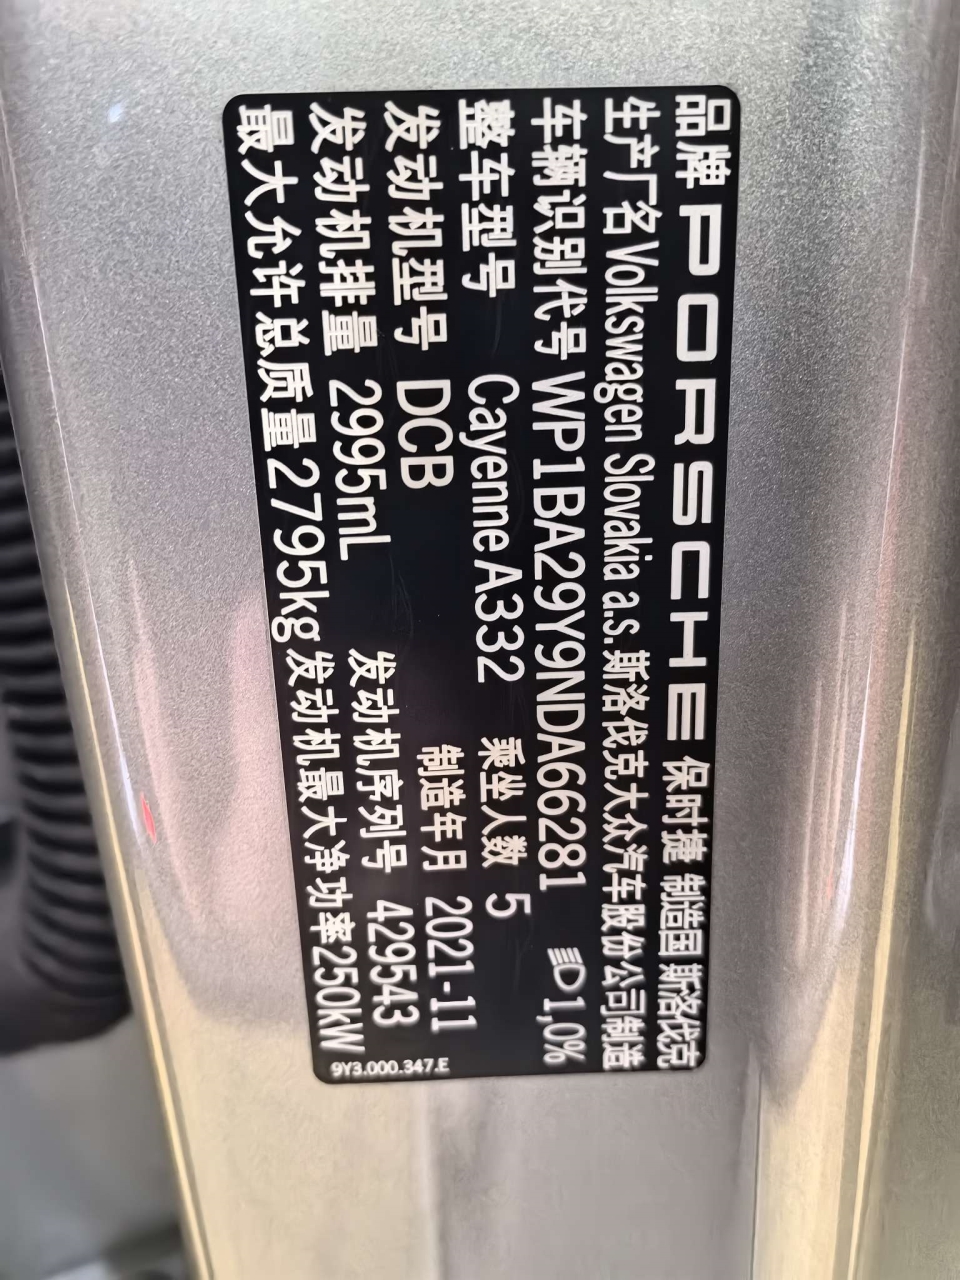 品牌 PORSCHE 保时捷 制造国 斯洛伐克
生产厂名 Volkswagen Slovakia a.s. 斯洛伐克大众汽车股份公司制造
车辆识别代号 WP1BA29Y9NDA66281 1,0%
整车型号 Cayenne A332 乘坐人数 5
发动机型号 DCB 制造年月 2021-11
发动机排量 2995mL 发动机序列号 429543
最大允许总质量 2795kg 发动机最大净功率 250kW
9Y3.000.347.E